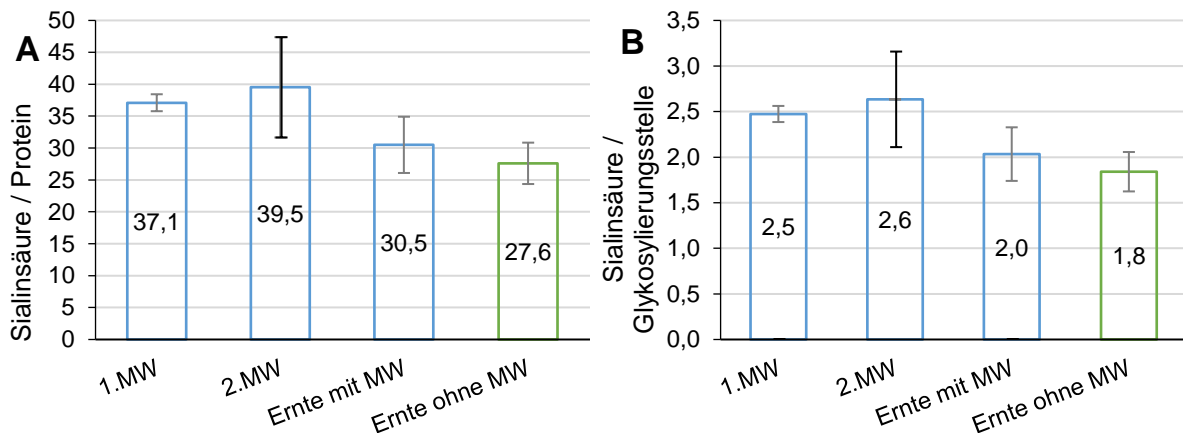 A
Sialinsäure / Protein
50
45
40
35
30
25
20
15
10
5
0
37,1
39,5
30,5
27,6
1.MW
2.MW
Ernte mit MW
Ernte ohne MW
B
Sialinsäure /
Glykosylierungsstelle
3,5
3,0
2,5
2,0
1,5
1,0
0,5
0,0
2,5
2,6
2,0
1,8
1.MW
2.MW
Ernte mit MW
Ernte ohne MW